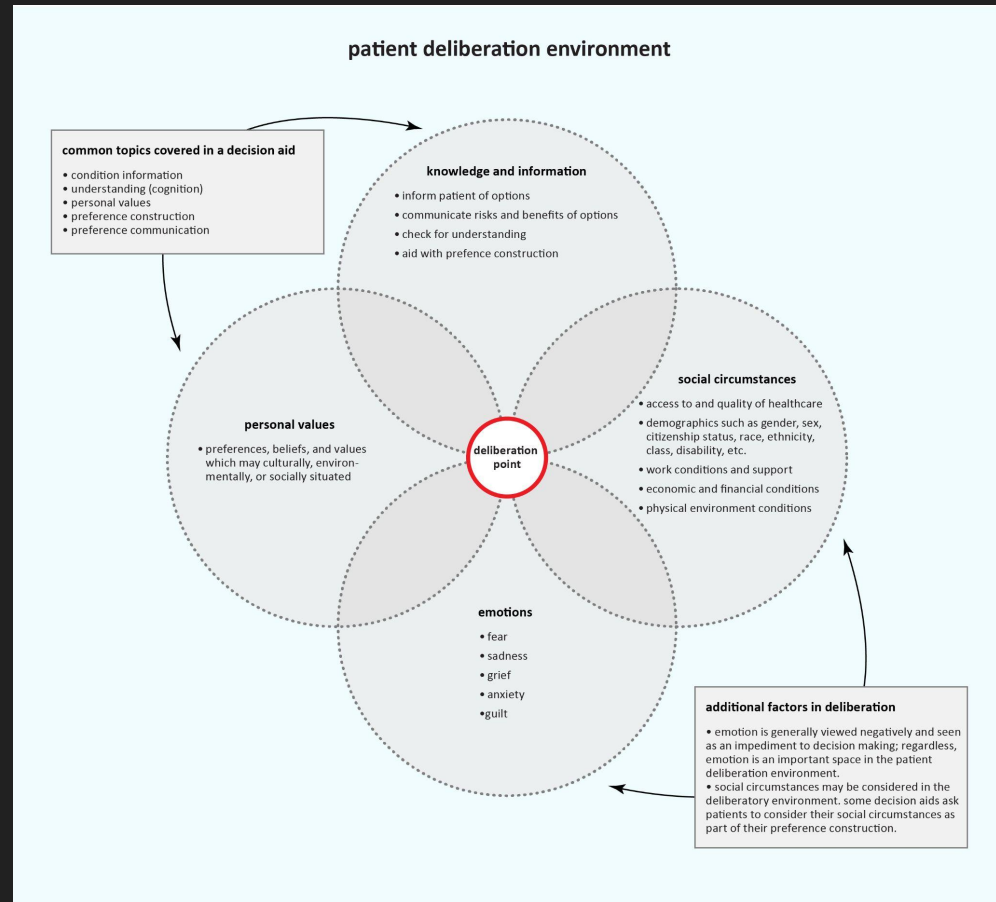 patient deliberation environment
common topics covered in a decision aid
• condition information
• understanding (cognition)
• personal values
• preference construction
• preference communication
knowledge and information
• inform patient of options
• communicate risks and benefits of options
• check for understanding
• aid with prefence construction
social circumstances
• access to and quality of healthcare
• demographics such as gender, sex,
citizenship status, race, ethnicity,
class, disability, etc.
• work conditions and support
• economic and financial conditions
• physical environment conditions
personal values
• preferences, beliefs, and values
which may culturally, environ-
mentally, or socially situated
deliberation
point
emotions
• fear
• sadness
• grief
• anxiety
•guilt
additional factors in deliberation
• emotion is generally viewed negatively and seen
as an impediment to decision making; regardless,
emotion is an important space in the patient
deliberation environment.
• social circumstances may be considered in the
deliberatory environment. some decision aids ask
patients to consider their social circumstances as
part of their preference construction.